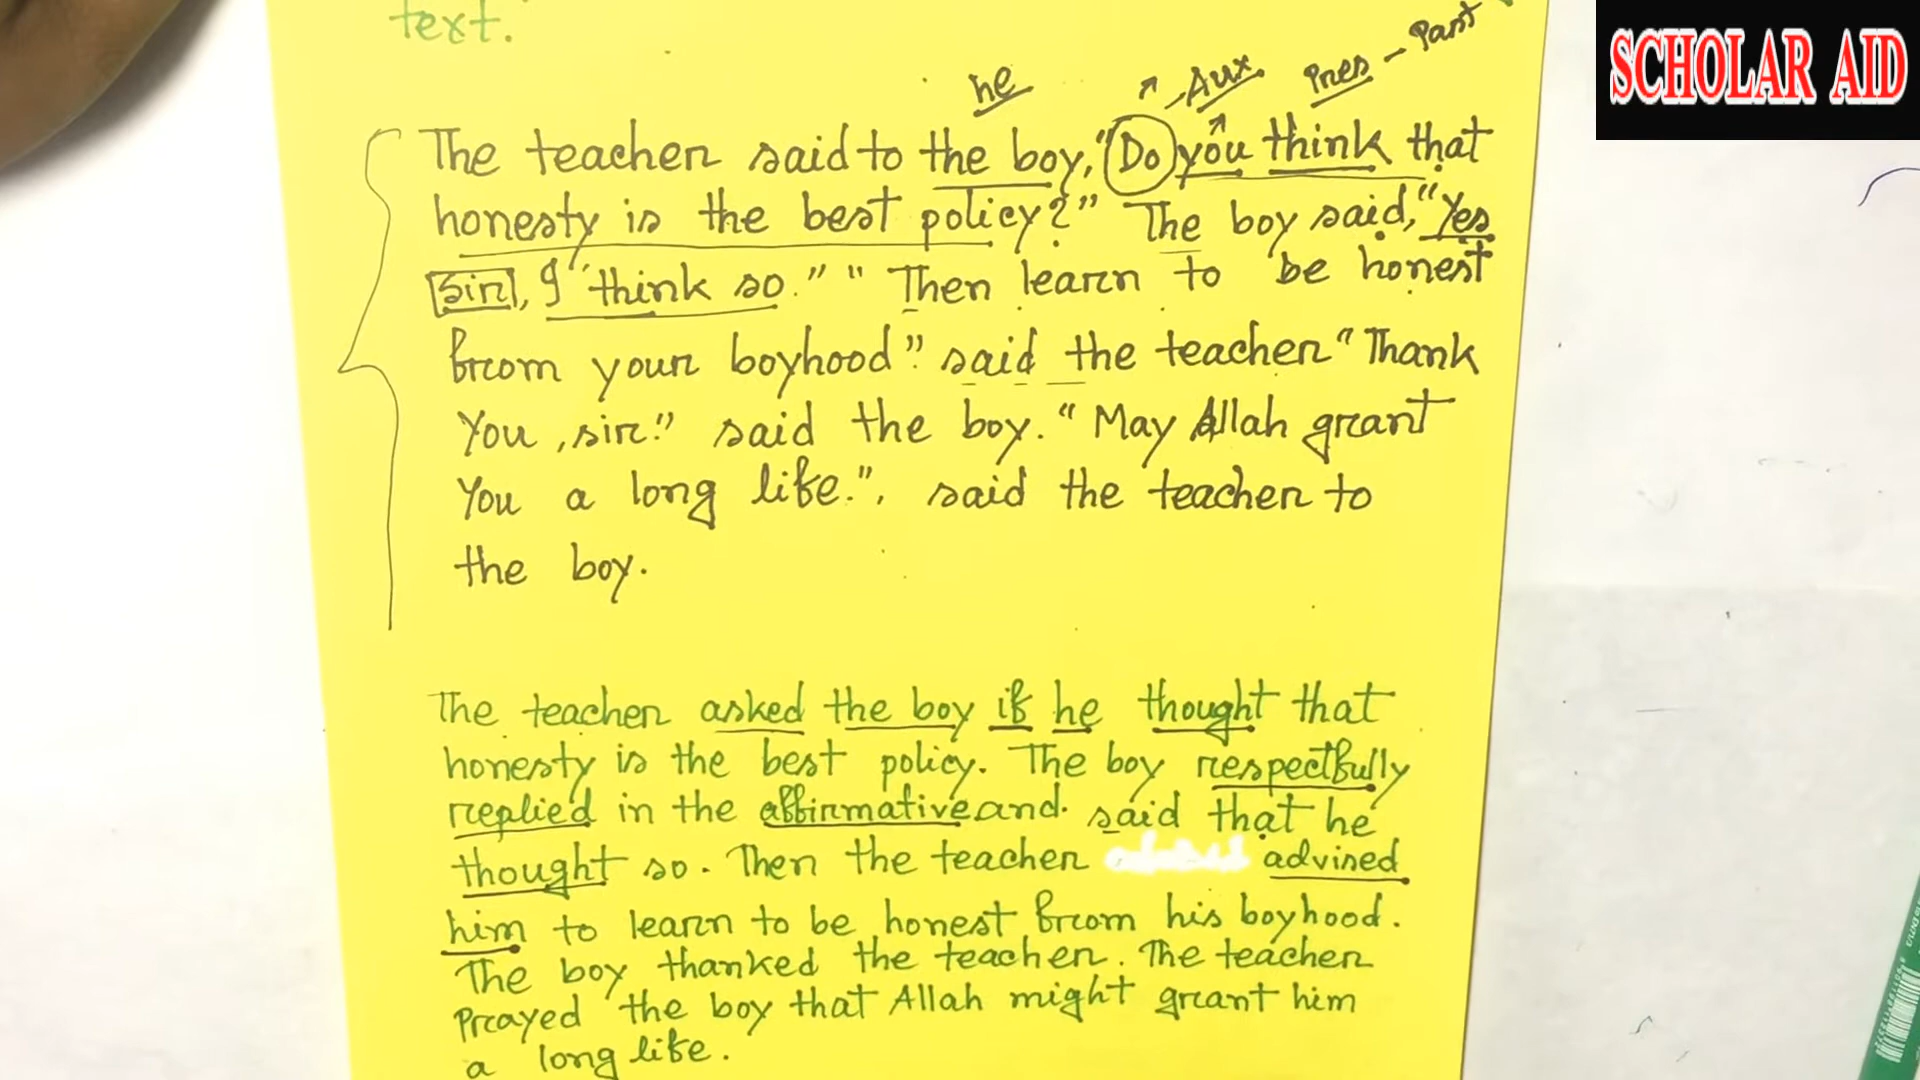 text.
SCHOLAR AID
he
Aux
Pres - Past
The teacher said to the boy, "Do you think that
honesty is the best policy?" The boy said, "Yes
Sir, I think so." "Then learn to be honest
from your boyhood". said the teacher "Thank
You, sir." said the boy. "May Allah grant
You a long life.", said the teacher to
the boy.
The teacher asked the boy if he thought that
honesty is the best policy. The boy respectfully
replied in the affirmative and said that he
thought so. Then the teacher advised
him to learn to be honest from his boyhood.
The boy thanked the teacher. The teacher
Prayed the boy that Allah might grant him
a long life.